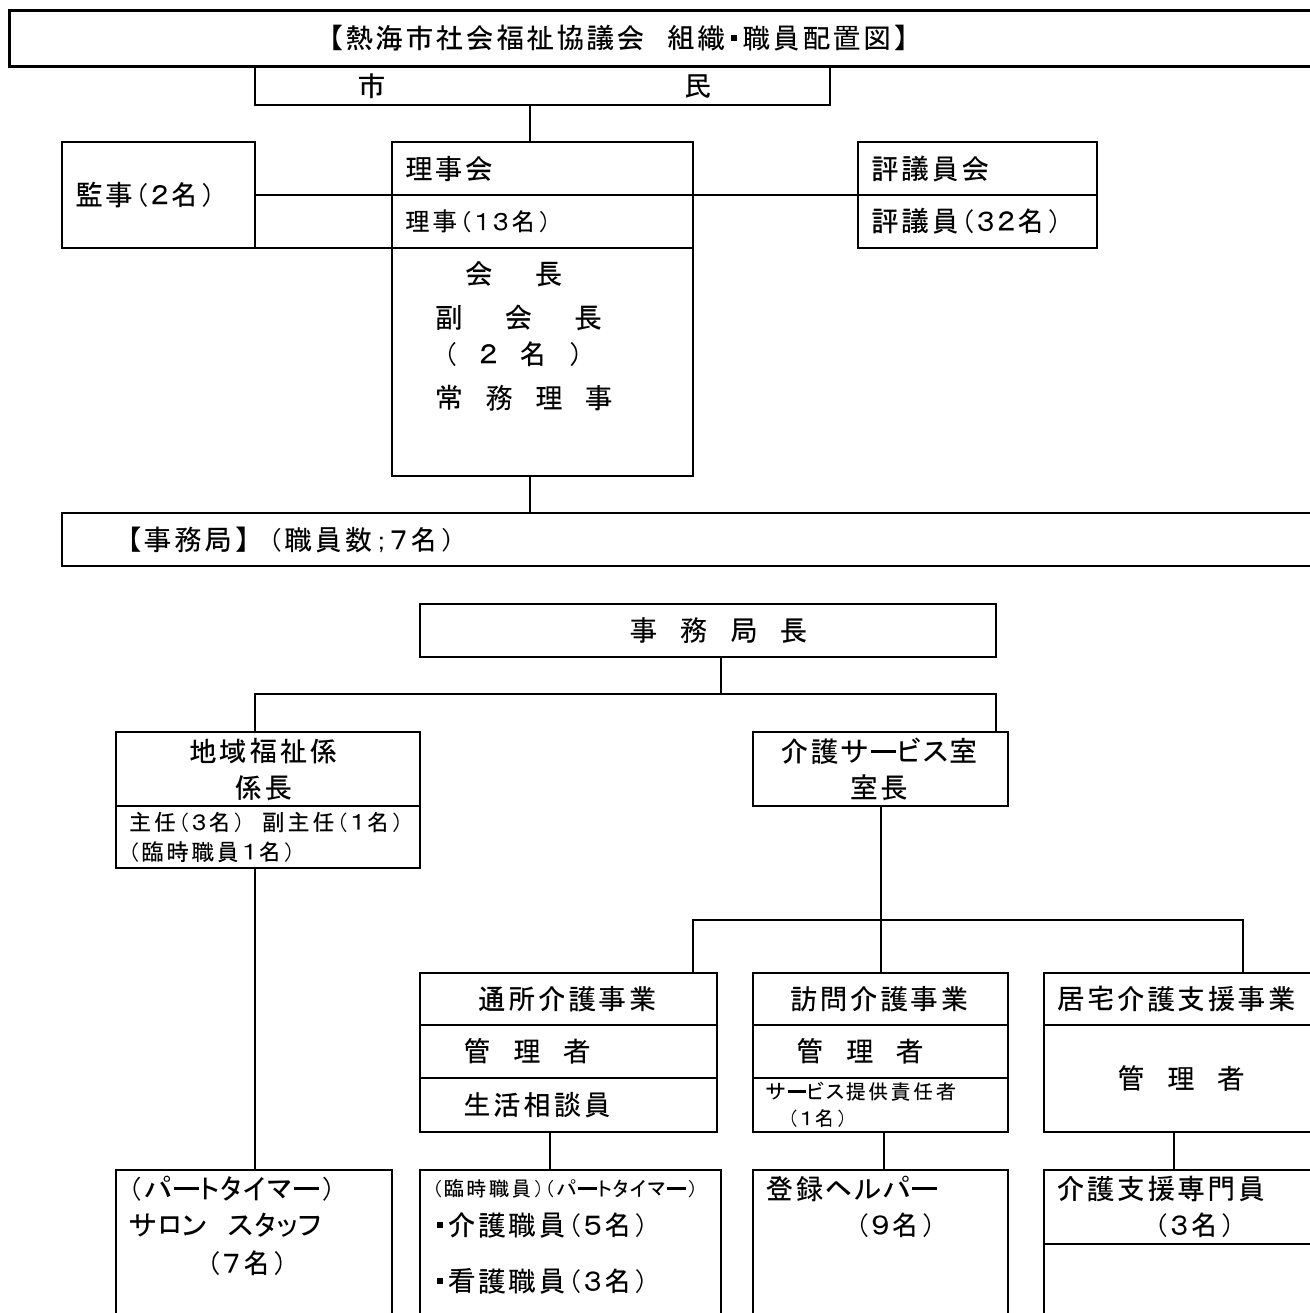 【熱海市社会福祉協議会 組織・職員配置図】
市 民
監事(2名)
理事会
理事(13名)
会 長
副 会 長
( 2 名 )
常 務 理 事
評議員会
評議員(32名)
【事務局】(職員数;7名)
事 務 局 長
地域福祉係
係長
主任(3名) 副主任(1名)
(臨時職員1名)
介護サービス室
室長
通所介護事業
管 理 者
生活相談員
訪問介護事業
管 理 者
サービス提供責任者
(1名)
居宅介護支援事業
管 理 者
(パートタイマー)
サロン スタッフ
(7名)
(臨時職員)(パートタイマー)
・介護職員(5名)
・看護職員(3名)
登録ヘルパー
(9名)
介護支援専門員
(3名)